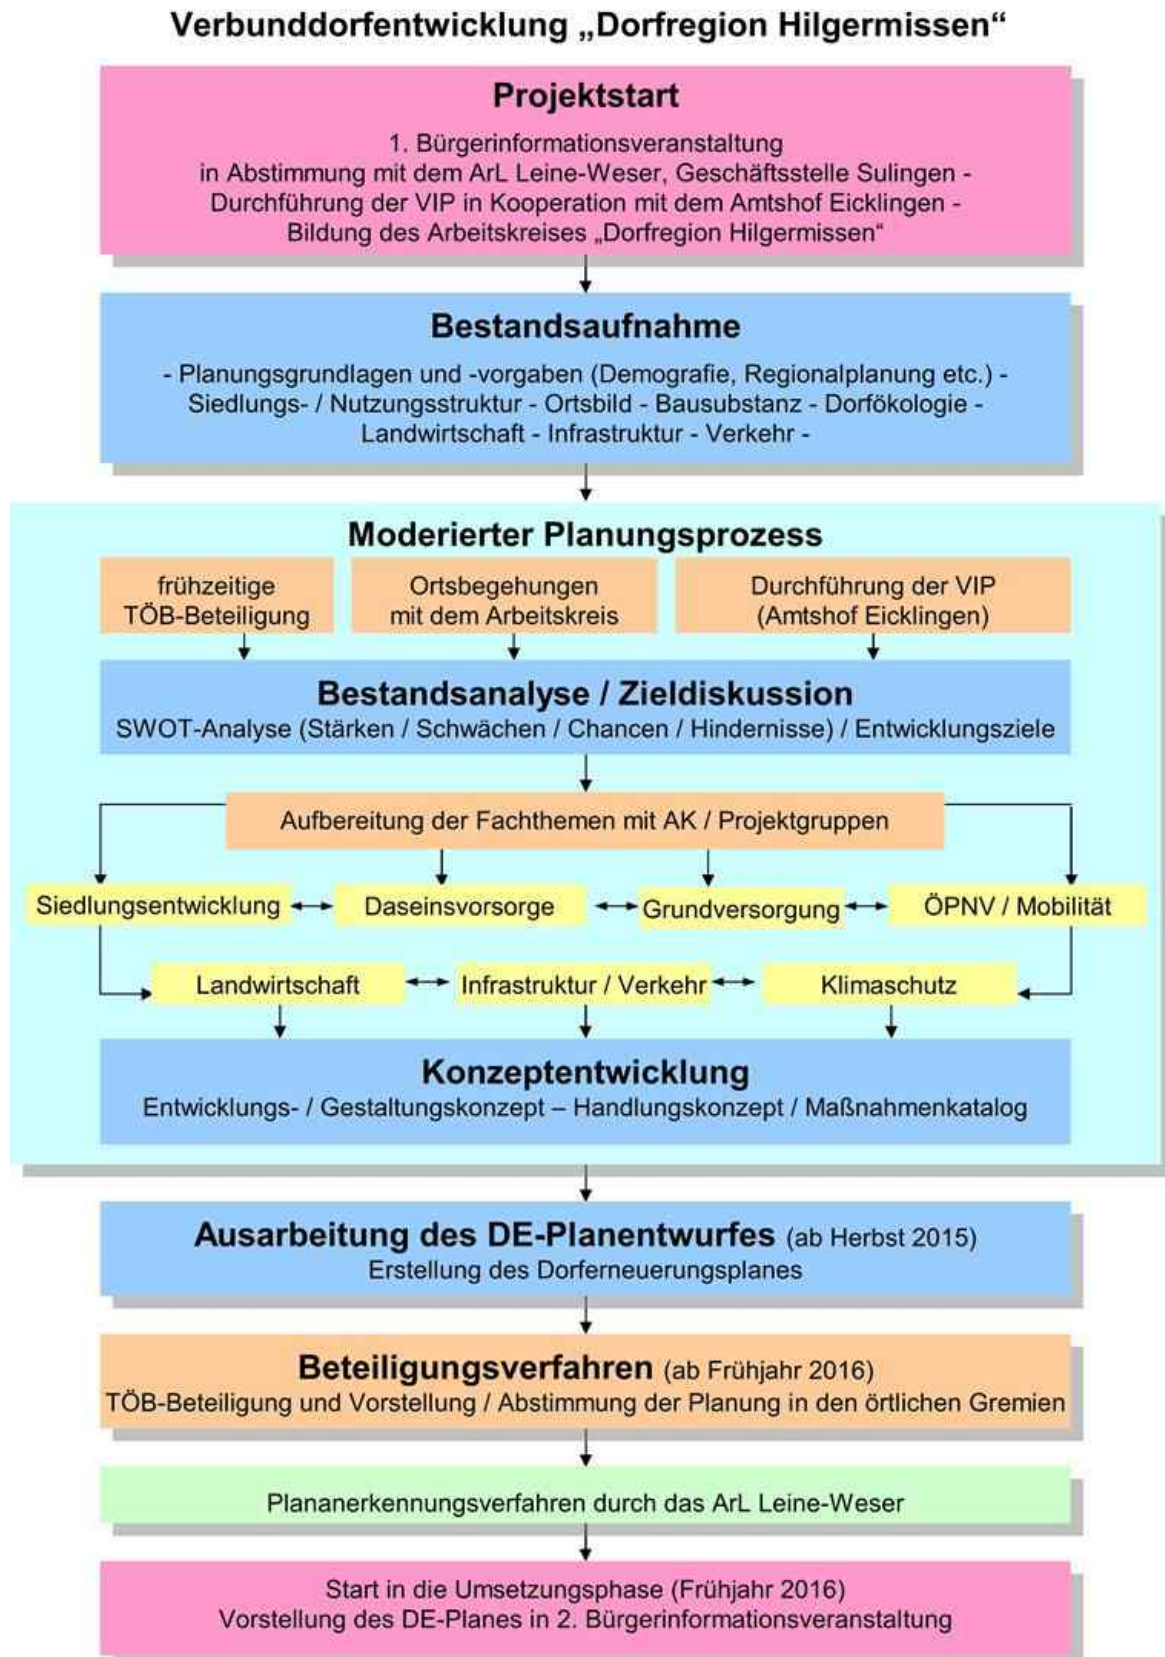 Verbunddorfentwicklung „Dorfregion Hilgermissen“
Projektstart
1. Bürgerinformationsveranstaltung
in Abstimmung mit dem ArL Leine-Weser, Geschäftsstelle Sulingen -
Durchführung der VIP in Kooperation mit dem Amtshof Eicklingen -
Bildung des Arbeitskreises „Dorfregion Hilgermissen“
Bestandsaufnahme
- Planungsgrundlagen und -vorgaben (Demografie, Regionalplanung etc.) -
Siedlungs- / Nutzungsstruktur - Ortsbild - Bausubstanz - Dorfökologie -
Landwirtschaft - Infrastruktur - Verkehr -
Moderierter Planungsprozess
frühzeitige
TÖB-Beteiligung
Ortsbegehungen
mit dem Arbeitskreis
Durchführung der VIP
(Amtshof Eicklingen)
Bestandsanalyse / Zieldiskussion
SWOT-Analyse (Stärken / Schwächen / Chancen / Hindernisse) / Entwicklungsziele
Aufbereitung der Fachthemen mit AK / Projektgruppen
Siedlungsentwicklung
Daseinsvorsorge
Grundversorgung
ÖPNV / Mobilität
Landwirtschaft
Infrastruktur / Verkehr
Klimaschutz
Konzeptentwicklung
Entwicklungs- / Gestaltungskonzept – Handlungskonzept / Maßnahmenkatalog
Ausarbeitung des DE-Planentwurfes (ab Herbst 2015)
Erstellung des Dorferneuerungsplanes
Beteiligungsverfahren (ab Frühjahr 2016)
TÖB-Beteiligung und Vorstellung / Abstimmung der Planung in den örtlichen Gremien
Plananerkennungsverfahren durch das ArL Leine-Weser
Start in die Umsetzungsphase (Frühjahr 2016)
Vorstellung des DE-Planes in 2. Bürgerinformationsveranstaltung